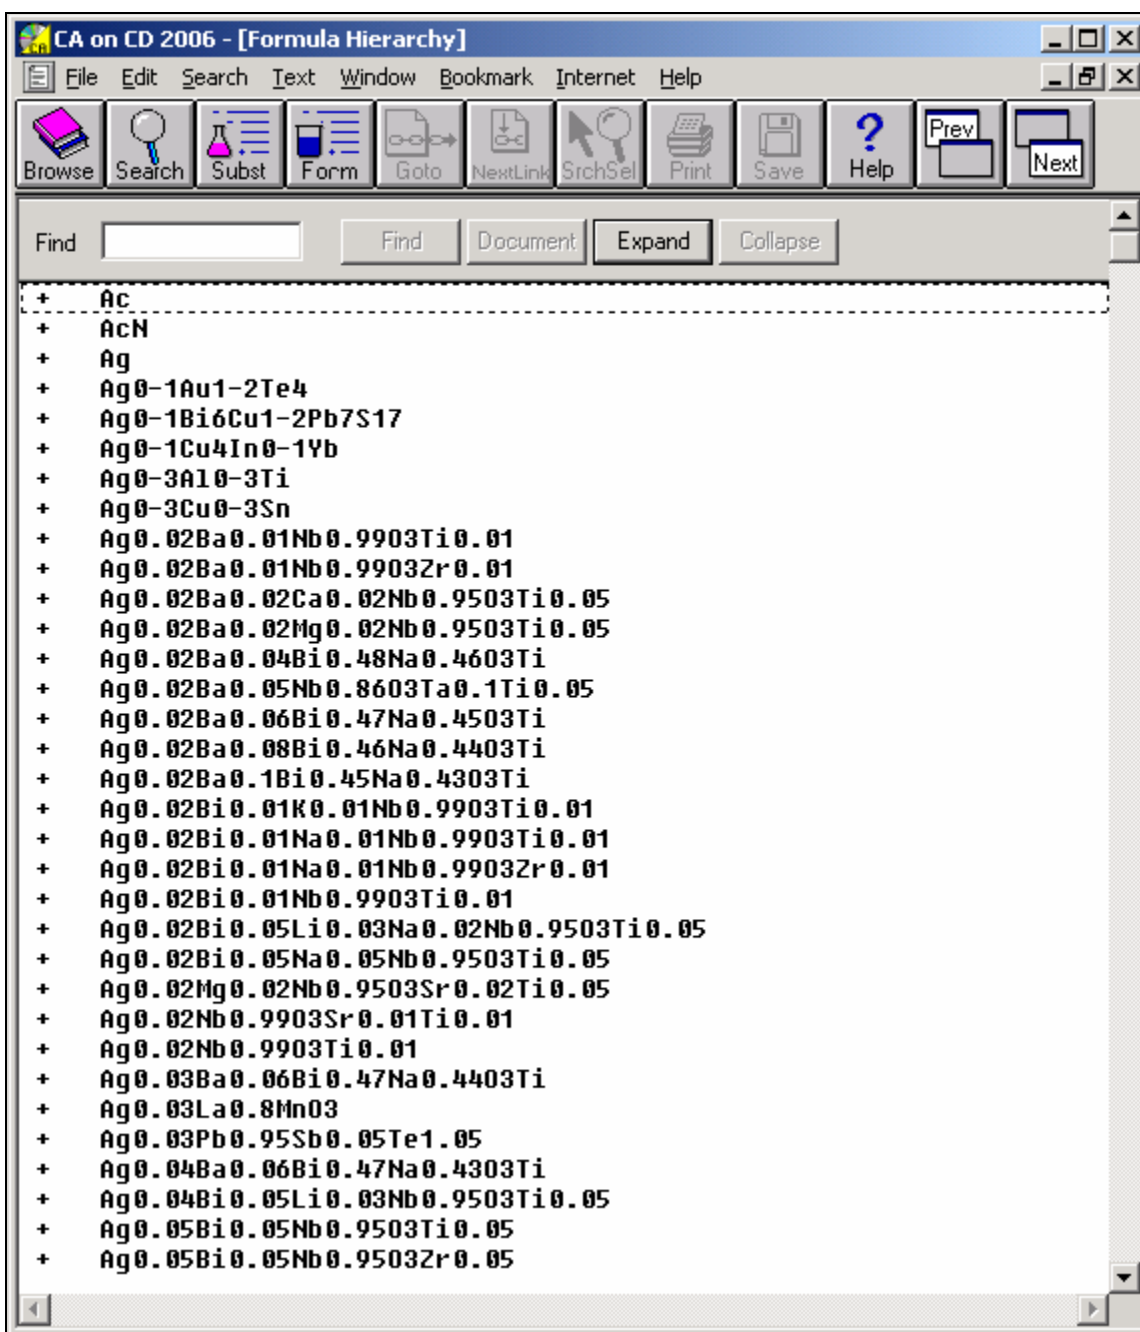 CA on CD 2006 - [Formula Hierarchy]
File Edit Search Text Window Bookmark Internet Help
Browse Search Subst Form Goto NextLink SrchSel Print Save Help Prev Next
Find Find Document Expand Collapse
+ Ac
+ AcN
+ Ag
+ Ag0-1Au1-2Te4
+ Ag0-1Bi6Cu1-2Pb7S17
+ Ag0-1Cu4In0-1Yb
+ Ag0-3Al0-3Ti
+ Ag0-3Cu0-3Sn
+ Ag0.02Ba0.01Nb0.99O3Ti0.01
+ Ag0.02Ba0.01Nb0.99O3Zr0.01
+ Ag0.02Ba0.02Ca0.02Nb0.95O3Ti0.05
+ Ag0.02Ba0.02Mg0.02Nb0.95O3Ti0.05
+ Ag0.02Ba0.04Bi0.48Na0.46O3Ti
+ Ag0.02Ba0.05Nb0.86O3Ta0.1Ti0.05
+ Ag0.02Ba0.06Bi0.47Na0.45O3Ti
+ Ag0.02Ba0.08Bi0.46Na0.44O3Ti
+ Ag0.02Ba0.1Bi0.45Na0.43O3Ti
+ Ag0.02Bi0.01K0.01Nb0.99O3Ti0.01
+ Ag0.02Bi0.01Na0.01Nb0.99O3Ti0.01
+ Ag0.02Bi0.01Na0.01Nb0.99O3Zr0.01
+ Ag0.02Bi0.01Nb0.99O3Ti0.01
+ Ag0.02Bi0.05Li0.03Na0.02Nb0.95O3Ti0.05
+ Ag0.02Bi0.05Na0.05Nb0.95O3Ti0.05
+ Ag0.02Mg0.02Nb0.95O3Sr0.02Ti0.05
+ Ag0.02Nb0.99O3Sr0.01Ti0.01
+ Ag0.02Nb0.99O3Ti0.01
+ Ag0.03Ba0.06Bi0.47Na0.44O3Ti
+ Ag0.03La0.8MnO3
+ Ag0.03Pb0.95Sb0.05Te1.05
+ Ag0.04Ba0.06Bi0.47Na0.43O3Ti
+ Ag0.04Bi0.05Li0.03Nb0.95O3Ti0.05
+ Ag0.05Bi0.05Nb0.95O3Ti0.05
+ Ag0.05Bi0.05Nb0.95O3Zr0.05